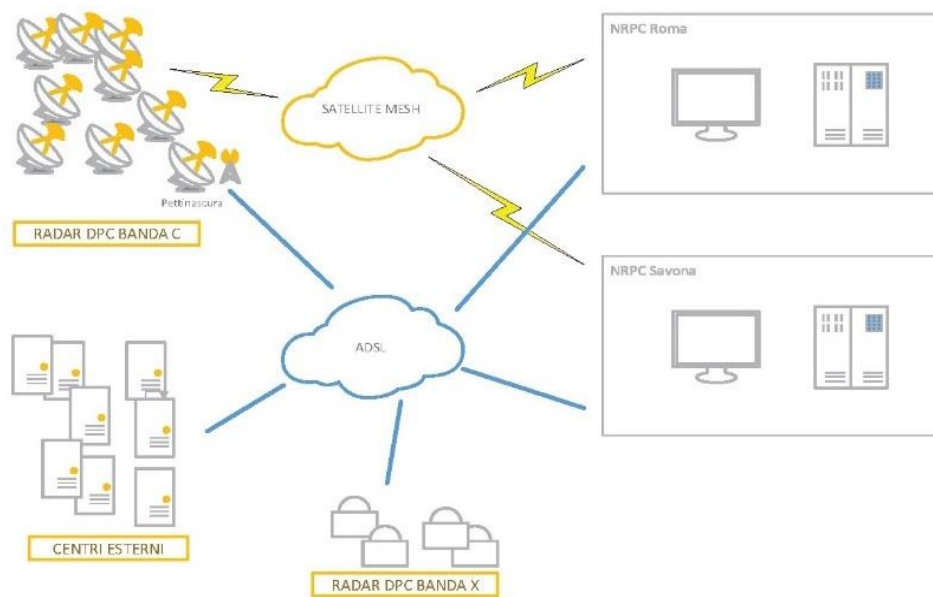 NRPC Roma
SATELLITE MESH
Pettinascura
RADAR DPC BANDA C
NRPC Savona
ADSL
CENTRI ESTERNI
RADAR DPC BANDA X